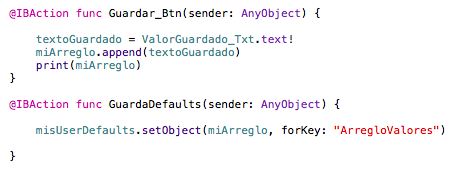 @IBAction func Guardar_Btn(sender: AnyObject) {
textoGuardado = ValorGuardado_Txt.text!
miArreglo.append(textoGuardado)
print(miArreglo)
}
@IBAction func GuardaDefaults(sender: AnyObject) {
misUserDefaults.setObject(miArreglo, forKey: "ArregloValores")
}